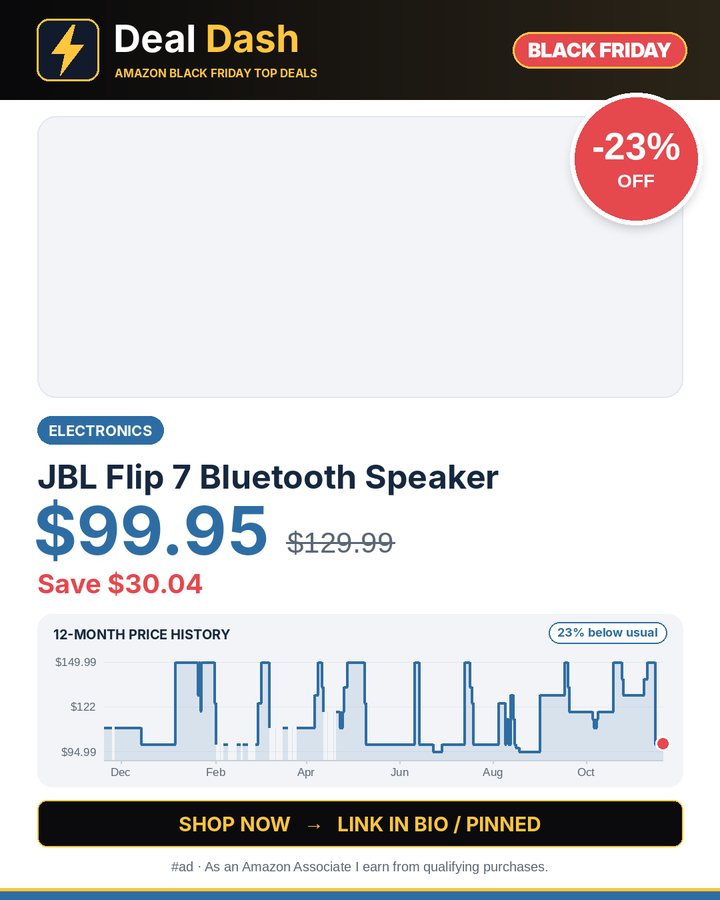 Deal Dash
AMAZON BLACK FRIDAY TOP DEALS
BLACK FRIDAY
-23%
OFF
ELECTRONICS
JBL Flip 7 Bluetooth Speaker
$99.95 $129.99
Save $30.04
12-MONTH PRICE HISTORY
23% below usual
$149.99
$122
$94.99
Dec Feb Apr Jun Aug Oct
SHOP NOW → LINK IN BIO / PINNED
#ad · As an Amazon Associate I earn from qualifying purchases.